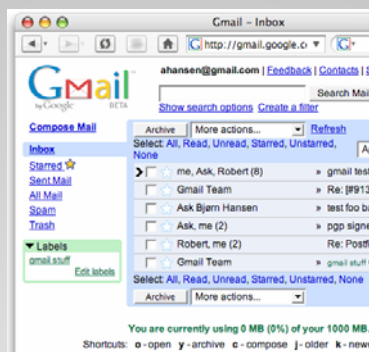 Gmail - Inbox
http://gmail.google.co
G
Gmail
by Google BETA
ahansen@gmail.com | Feedback | Contacts |
Search Mai
Show search options Create a filter
Compose Mail
Inbox
Starred
Sent Mail
All Mail
Spam
Trash
Labels
gmail stuff
Edit labels
Archive More actions... Refresh
Select: All, Read, Unread, Starred, Unstarred,
None
me, Ask, Robert (8) » gmail test
Gmail Team » Re: [#913
Ask Bjørn Hansen » test foo ba
Ask, me (2) » pgp signe
Robert, me (2) Re: Postfi
Gmail Team » gmail stuff
Select: All, Read, Unread, Starred, Unstarred, None
Archive More actions...
You are currently using 0 MB (0%) of your 1000 MB.
Shortcuts: o - open y - archive c - compose j - older k - newe